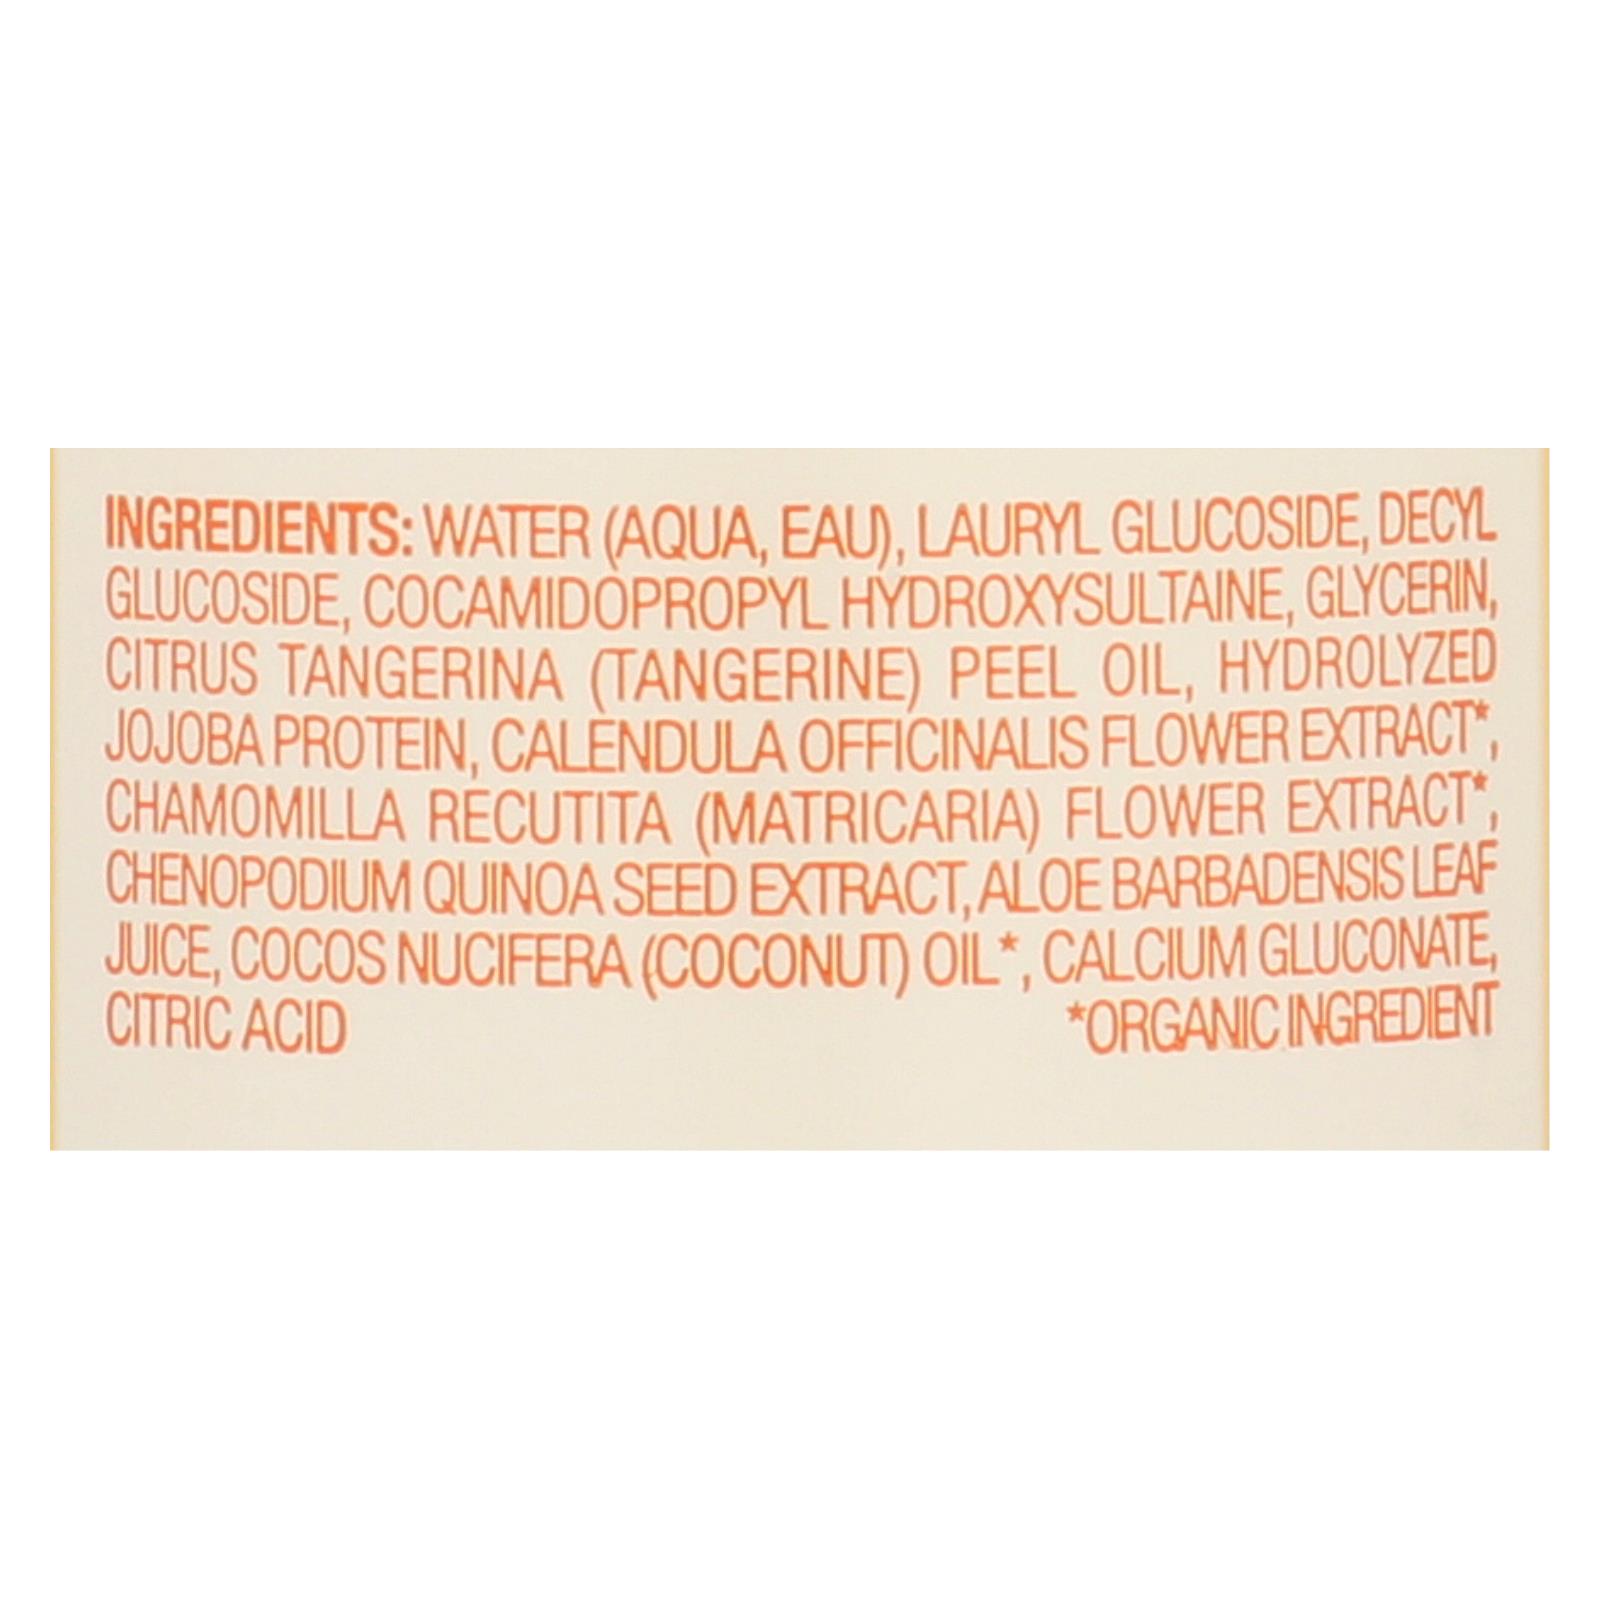 INGREDIENTS: WATER (AQUA, EAU), LAURYL GLUCOSIDE, DECYL
GLUCOSIDE, COCAMIDOPROPYL HYDROXYSULTAINE, GLYCERIN,
CITRUS TANGERINA (TANGERINE) PEEL OIL, HYDROLYZED
JOJOBA PROTEIN, CALENDULA OFFICINALIS FLOWER EXTRACT*,
CHAMOMILLA RECUTITA (MATRICARIA) FLOWER EXTRACT*,
CHENOPODIUM QUINOA SEED EXTRACT, ALOE BARBADENSIS LEAF
JUICE, COCOS NUCIFERA (COCONUT) OIL*, CALCIUM GLUCONATE,
CITRIC ACID *ORGANIC INGREDIENT